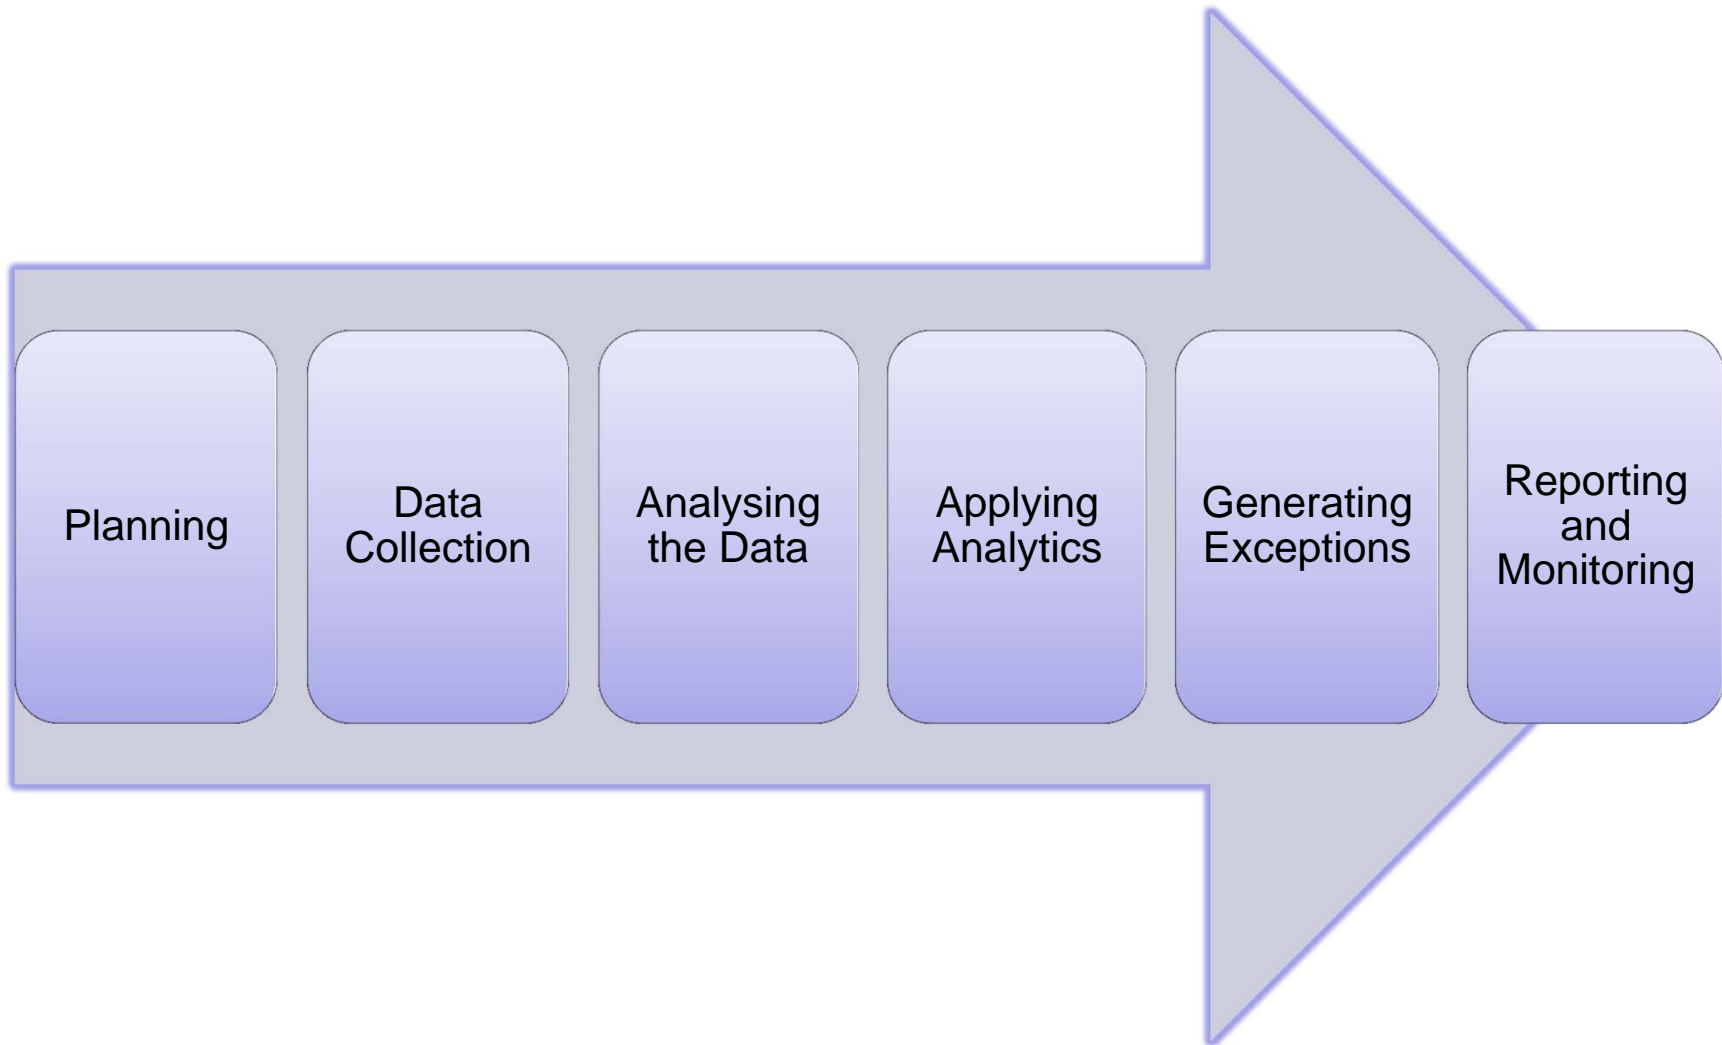 Planning
Data
Collection
Analysing
the Data
Applying
Analytics
Generating
Exceptions
Reporting
and
Monitoring